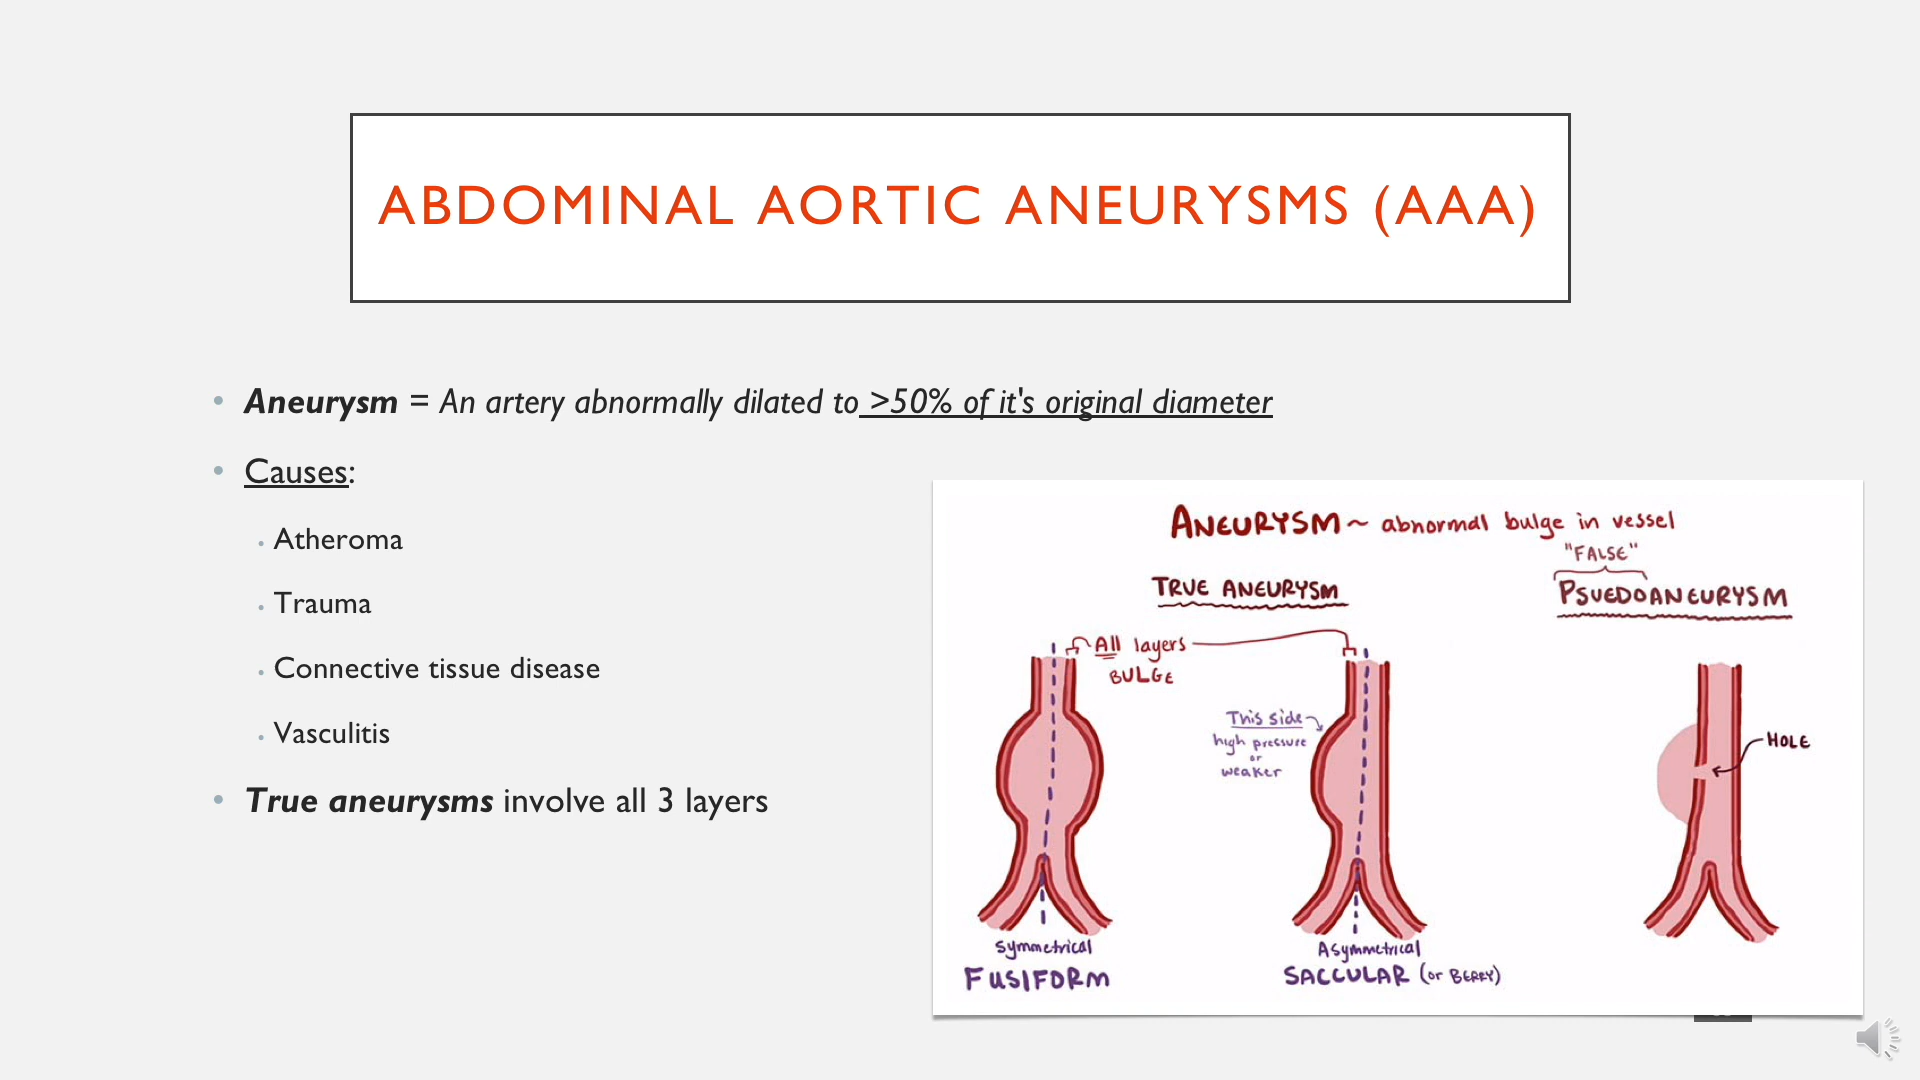 ABDOMINAL AORTIC ANEURYSMS (AAA)
• Aneurysm = An artery abnormally dilated to >50% of it's original diameter
• Causes:
• Atheroma
• Trauma
• Connective tissue disease
• Vasculitis
• True aneurysms involve all 3 layers
ANEURYSM ~ abnormal bulge in vessel
TRUE ANEURYSM
"FALSE"
PSUEDOANEURYSM
All layers
BULGE
This side
high pressure
or
weaker
HOLE
Symmetrical
FUSIFORM
Asymmetrical
SACCULAR (or BERRY)